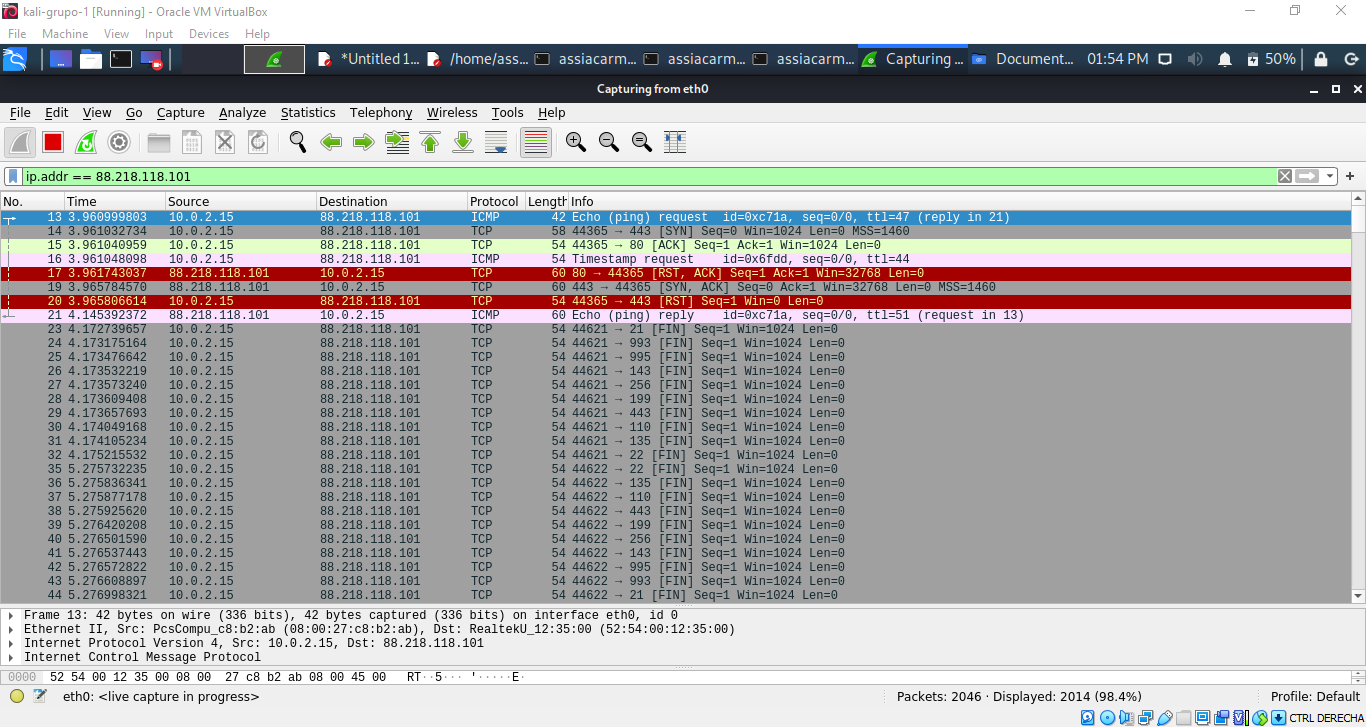 kali-grupo-1 [Running] - Oracle VM VirtualBox
File Machine View Input Devices Help
*Untitled 1... /home/ass... assiacarm... assiacarm... assiacarm... Capturing ... Document... 01:54 PM 50%
Capturing from eth0
File Edit View Go Capture Analyze Statistics Telephony Wireless Tools Help
ip.addr == 88.218.118.101
No. Time Source Destination Protocol Length Info
13 3.960999803 10.0.2.15 88.218.118.101 ICMP 42 Echo (ping) request id=0xc71a, seq=0/0, ttl=47 (reply in 21)
14 3.961032734 10.0.2.15 88.218.118.101 TCP 58 44365 → 443 [SYN] Seq=0 Win=1024 Len=0 MSS=1460
15 3.961040959 10.0.2.15 88.218.118.101 TCP 54 44365 → 80 [ACK] Seq=1 Ack=1 Win=1024 Len=0
16 3.961048098 10.0.2.15 88.218.118.101 ICMP 54 Timestamp request id=0x6fdd, seq=0/0, ttl=44
17 3.961743037 88.218.118.101 10.0.2.15 TCP 60 80 → 44365 [RST, ACK] Seq=1 Ack=1 Win=32768 Len=0
19 3.965784570 88.218.118.101 10.0.2.15 TCP 60 443 → 44365 [SYN, ACK] Seq=0 Ack=1 Win=32768 Len=0 MSS=1460
20 3.965806614 10.0.2.15 88.218.118.101 TCP 54 44365 → 443 [RST] Seq=1 Win=0 Len=0
21 4.145392372 88.218.118.101 10.0.2.15 ICMP 60 Echo (ping) reply id=0xc71a, seq=0/0, ttl=51 (request in 13)
23 4.172739657 10.0.2.15 88.218.118.101 TCP 54 44621 → 21 [FIN] Seq=1 Win=1024 Len=0
24 4.173175164 10.0.2.15 88.218.118.101 TCP 54 44621 → 993 [FIN] Seq=1 Win=1024 Len=0
25 4.173476642 10.0.2.15 88.218.118.101 TCP 54 44621 → 995 [FIN] Seq=1 Win=1024 Len=0
26 4.173532219 10.0.2.15 88.218.118.101 TCP 54 44621 → 143 [FIN] Seq=1 Win=1024 Len=0
27 4.173573240 10.0.2.15 88.218.118.101 TCP 54 44621 → 256 [FIN] Seq=1 Win=1024 Len=0
28 4.173609408 10.0.2.15 88.218.118.101 TCP 54 44621 → 199 [FIN] Seq=1 Win=1024 Len=0
29 4.173657693 10.0.2.15 88.218.118.101 TCP 54 44621 → 443 [FIN] Seq=1 Win=1024 Len=0
30 4.174049168 10.0.2.15 88.218.118.101 TCP 54 44621 → 110 [FIN] Seq=1 Win=1024 Len=0
31 4.174105234 10.0.2.15 88.218.118.101 TCP 54 44621 → 135 [FIN] Seq=1 Win=1024 Len=0
32 4.175215532 10.0.2.15 88.218.118.101 TCP 54 44621 → 22 [FIN] Seq=1 Win=1024 Len=0
35 5.275732235 10.0.2.15 88.218.118.101 TCP 54 44622 → 22 [FIN] Seq=1 Win=1024 Len=0
36 5.275836341 10.0.2.15 88.218.118.101 TCP 54 44622 → 135 [FIN] Seq=1 Win=1024 Len=0
37 5.275877178 10.0.2.15 88.218.118.101 TCP 54 44622 → 110 [FIN] Seq=1 Win=1024 Len=0
38 5.275925620 10.0.2.15 88.218.118.101 TCP 54 44622 → 443 [FIN] Seq=1 Win=1024 Len=0
39 5.276420208 10.0.2.15 88.218.118.101 TCP 54 44622 → 199 [FIN] Seq=1 Win=1024 Len=0
40 5.276501590 10.0.2.15 88.218.118.101 TCP 54 44622 → 256 [FIN] Seq=1 Win=1024 Len=0
41 5.276537443 10.0.2.15 88.218.118.101 TCP 54 44622 → 143 [FIN] Seq=1 Win=1024 Len=0
42 5.276572822 10.0.2.15 88.218.118.101 TCP 54 44622 → 995 [FIN] Seq=1 Win=1024 Len=0
43 5.276608897 10.0.2.15 88.218.118.101 TCP 54 44622 → 993 [FIN] Seq=1 Win=1024 Len=0
44 5.276998321 10.0.2.15 88.218.118.101 TCP 54 44622 → 21 [FIN] Seq=1 Win=1024 Len=0
Frame 13: 42 bytes on wire (336 bits), 42 bytes captured (336 bits) on interface eth0, id 0
Ethernet II, Src: PcsCompu_c8:b2:ab (08:00:27:c8:b2:ab), Dst: RealtekU_12:35:00 (52:54:00:12:35:00)
Internet Protocol Version 4, Src: 10.0.2.15, Dst: 88.218.118.101
Internet Control Message Protocol
0000 52 54 00 12 35 00 08 00 27 c8 b2 ab 08 00 45 00 RT··5··· '·····E·
eth0: <live capture in progress> Packets: 2046 · Displayed: 2014 (98.4%) Profile: Default
CTRL DERECHA